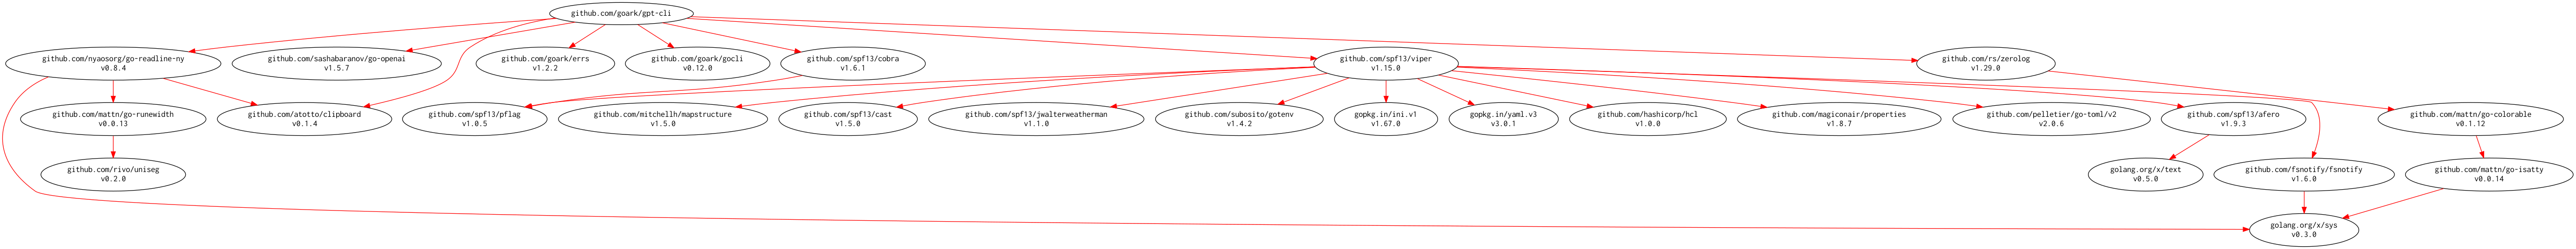 github.com/goark/gpt-cli
github.com/nyaosorg/go-readline-ny
v0.8.4
github.com/sashabaranov/go-openai
v1.5.7
github.com/goark/errs
v1.2.2
github.com/goark/gocli
v0.12.0
github.com/spf13/cobra
v1.6.1
github.com/spf13/viper
v1.15.0
github.com/rs/zerolog
v1.29.0
github.com/mattn/go-runewidth
v0.0.13
github.com/atotto/clipboard
v0.1.4
github.com/spf13/pflag
v1.0.5
github.com/mitchellh/mapstructure
v1.5.0
github.com/spf13/cast
v1.5.0
github.com/spf13/jwalterweatherman
v1.1.0
github.com/subosito/gotenv
v1.4.2
gopkg.in/ini.v1
v1.67.0
gopkg.in/yaml.v3
v3.0.1
github.com/hashicorp/hcl
v1.0.0
github.com/magiconair/properties
v1.8.7
github.com/pelletier/go-toml/v2
v2.0.6
github.com/spf13/afero
v1.9.3
github.com/mattn/go-colorable
v0.1.12
github.com/rivo/uniseg
v0.2.0
golang.org/x/text
v0.5.0
github.com/fsnotify/fsnotify
v1.6.0
github.com/mattn/go-isatty
v0.0.14
golang.org/x/sys
v0.3.0